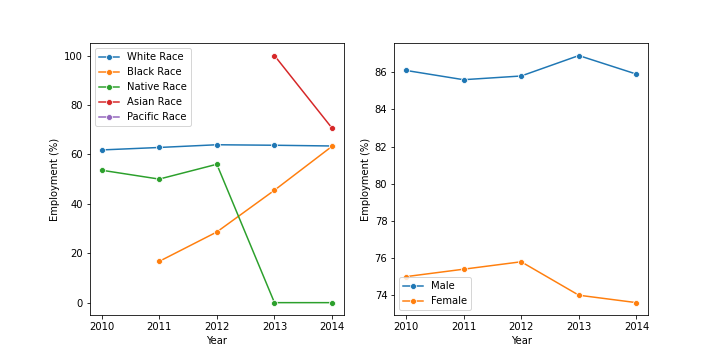 White Race
Black Race
Native Race
Asian Race
Pacific Race
Employment (%)
100
80
60
40
20
0
2010 2011 2012 2013 2014
Year
Employment (%)
86
84
82
80
78
76
74
Male
Female
2010 2011 2012 2013 2014
Year